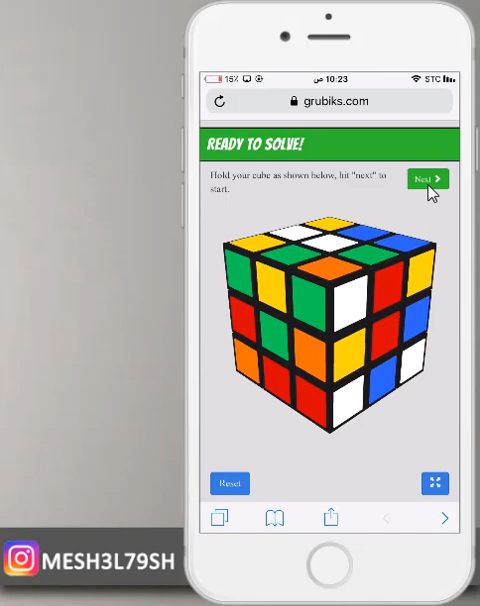 15% 10:23 ص STC
grubiks.com
READY TO SOLVE!
Hold your cube as shown below, hit "next" to
start.
Next
Reset
MESH3L79SH